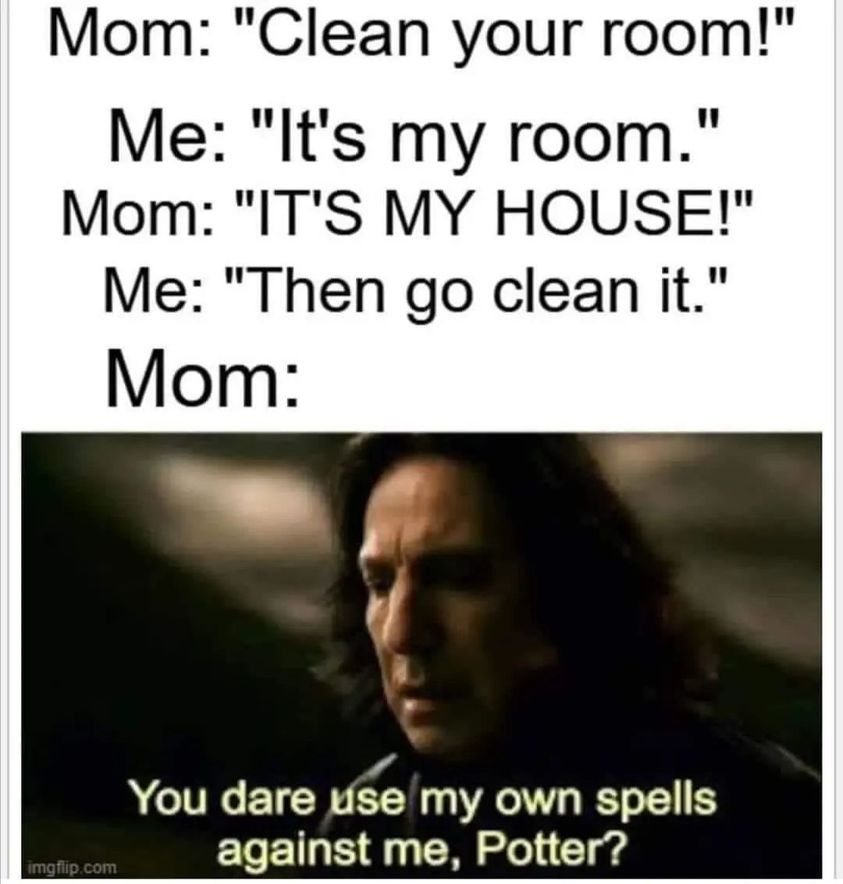 Mom: "Clean your room!"
Me: "It's my room."
Mom: "IT'S MY HOUSE!"
Me: "Then go clean it."
Mom:
You dare use my own spells
against me, Potter?
imgflip.com